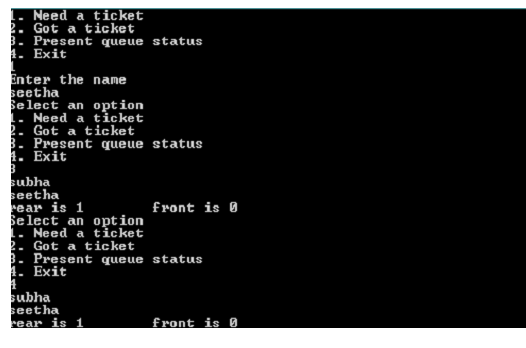 1. Need a ticket
2. Got a ticket
3. Present queue status
4. Exit
1
Enter the name
seetha
Select an option
1. Need a ticket
2. Got a ticket
3. Present queue status
4. Exit
3
subha
seetha
rear is 1 front is 0
Select an option
1. Need a ticket
2. Got a ticket
3. Present queue status
4. Exit
4
subha
seetha
rear is 1 front is 0